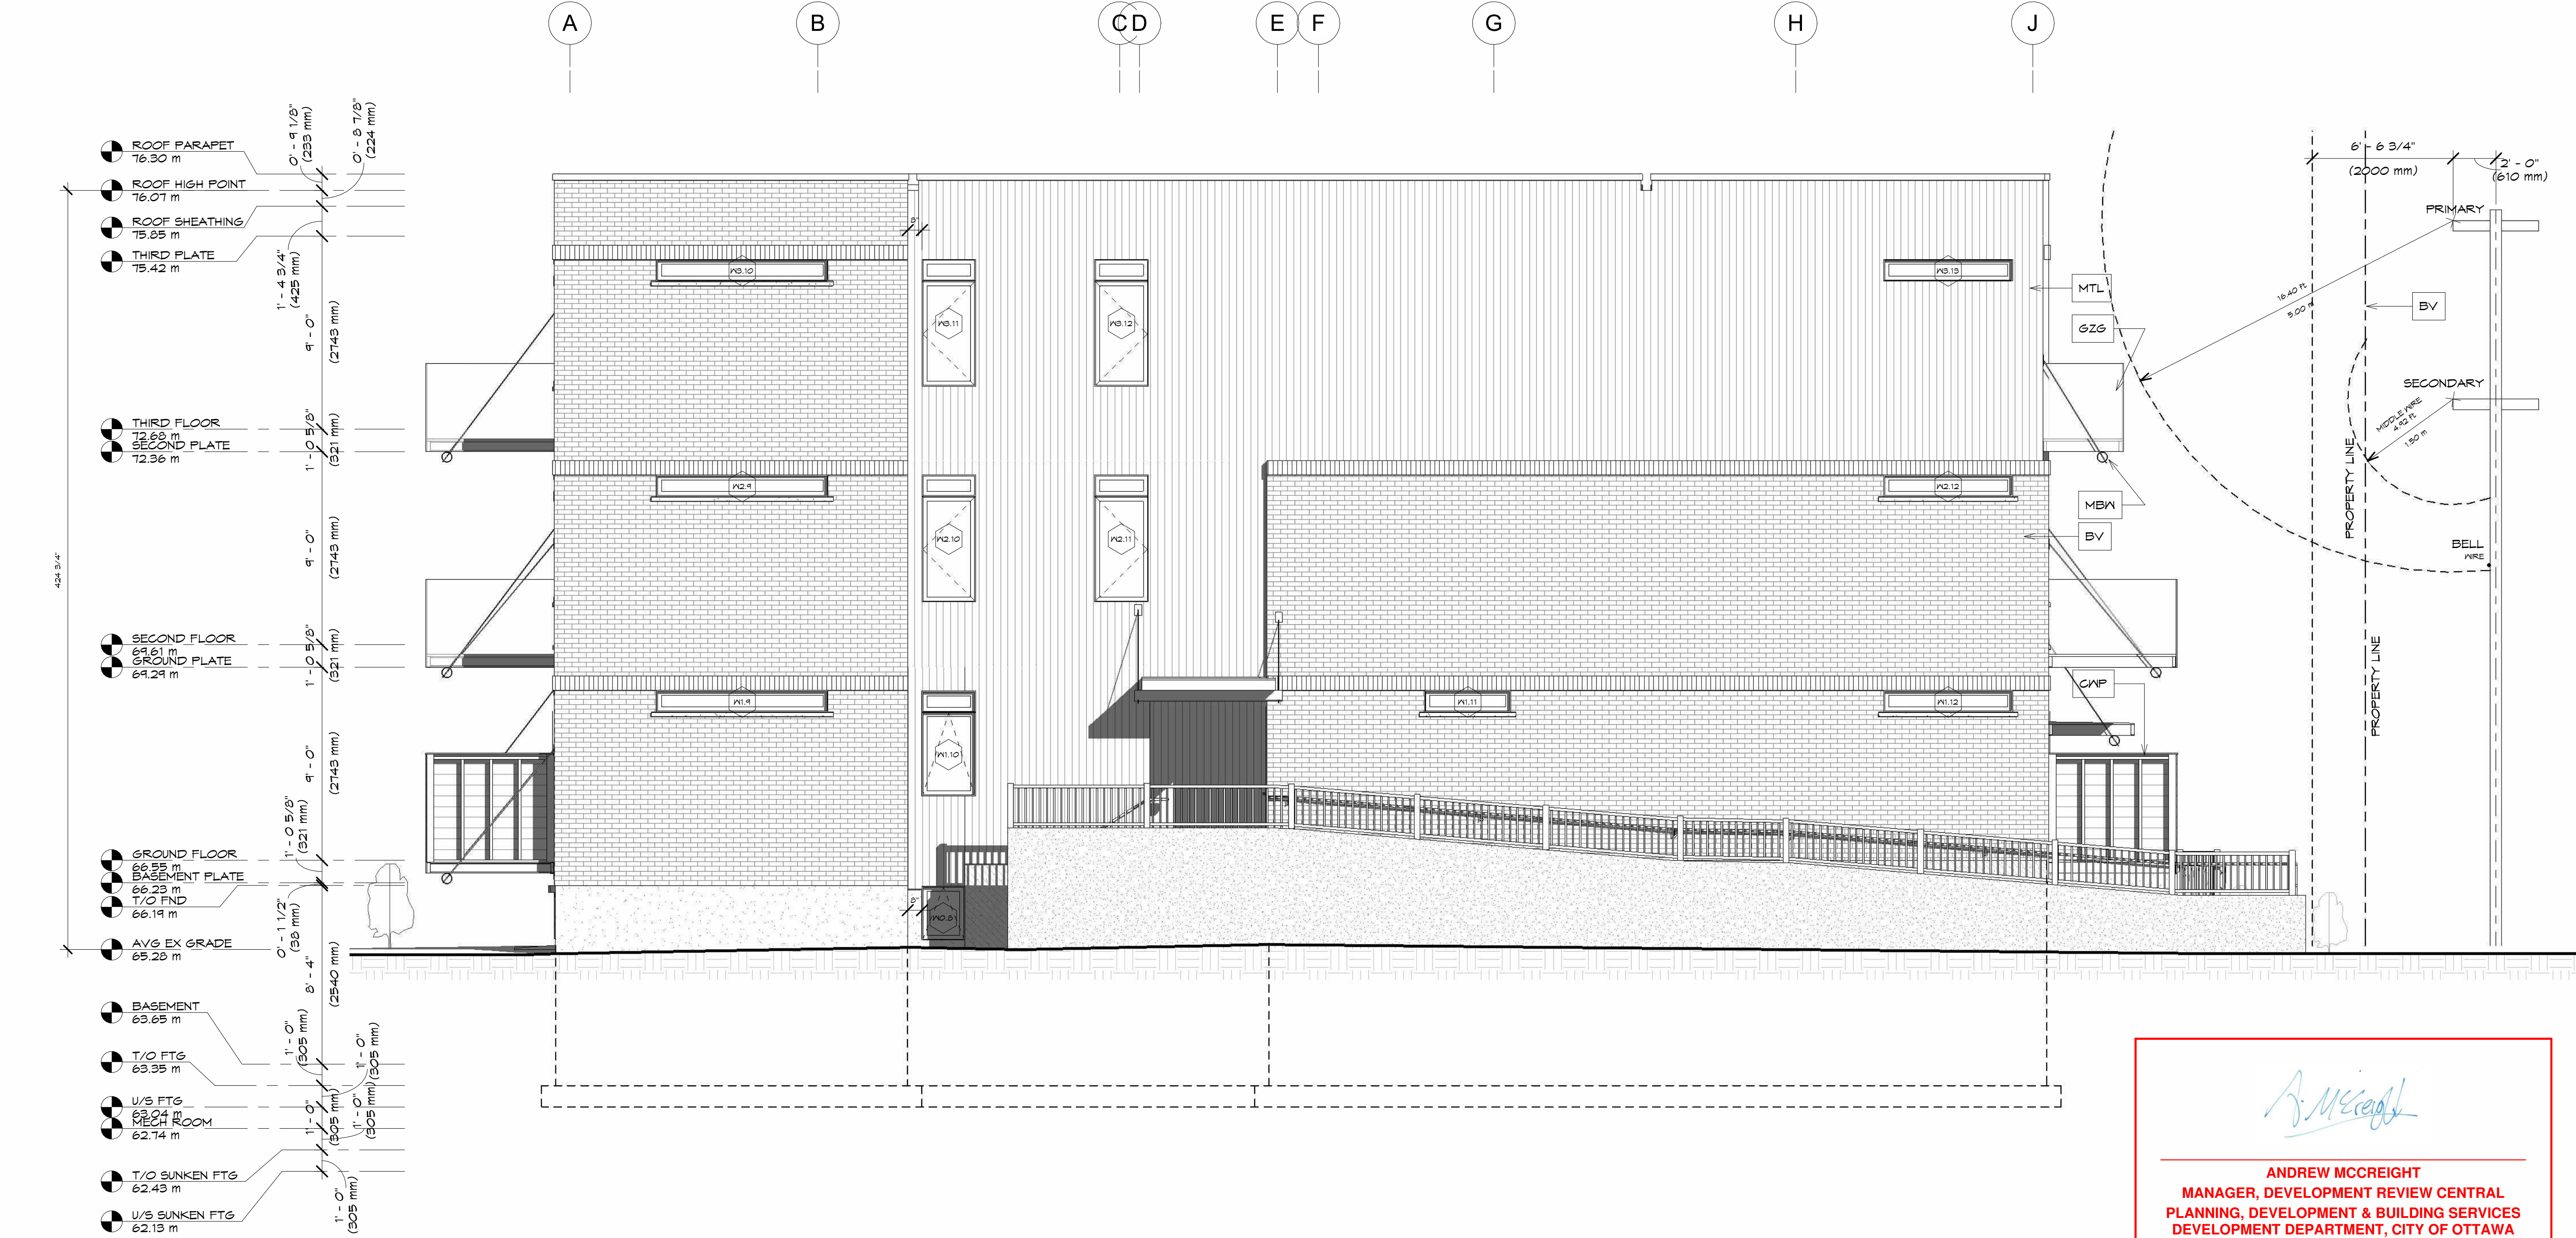 A
B
C
D
E
F
G
H
J
ROOF PARAPET
76.30 m
ROOF HIGH POINT
76.07 m
ROOF SHEATHING
75.85 m
THIRD PLATE
75.42 m
THIRD FLOOR
72.68 m
SECOND PLATE
72.36 m
SECOND FLOOR
69.61 m
GROUND PLATE
69.29 m
GROUND FLOOR
66.55 m
BASEMENT PLATE
66.23 m
T/O FND
66.19 m
AVG EX GRADE
65.28 m
BASEMENT
63.65 m
T/O FTG
63.35 m
U/S FTG
63.04 m
MECH ROOM
62.74 m
T/O SUNKEN FTG
62.43 m
U/S SUNKEN FTG
62.13 m
424 3/4"
0' - 9 1/8"
(233 mm)
0' - 8 7/8"
(224 mm)
1' - 4 3/4"
(425 mm)
9' - 0"
(2743 mm)
1' - 0 5/8"
(321 mm)
9' - 0"
(2743 mm)
1' - 0 5/8"
(321 mm)
9' - 0"
(2743 mm)
1' - 0 5/8"
(321 mm)
0' - 1 1/2"
(38 mm)
8' - 4"
(2540 mm)
1' - 0"
(305 mm)
1' - 0"
(305 mm)
1' - 0"
(305 mm)
1' - 0"
(305 mm)
1' - 0"
(305 mm)
8"
8"
W3.10
W3.11
W3.12
W3.13
W2.9
W2.10
W2.11
W2.12
W1.9
W1.10
W1.11
W1.12
W0.8
MTL
GZG
MBW
BV
CWP
BV
6' - 6 3/4"
(2000 mm)
2' - 0"
(610 mm)
PRIMARY
16.40 ft
5.00 m
SECONDARY
MIDDLE WIRE
4.92 ft
1.50 m
BELL
WIRE
PROPERTY LINE
PROPERTY LINE
A. McCreight
ANDREW MCCREIGHT
MANAGER, DEVELOPMENT REVIEW CENTRAL
PLANNING, DEVELOPMENT & BUILDING SERVICES
DEVELOPMENT DEPARTMENT, CITY OF OTTAWA